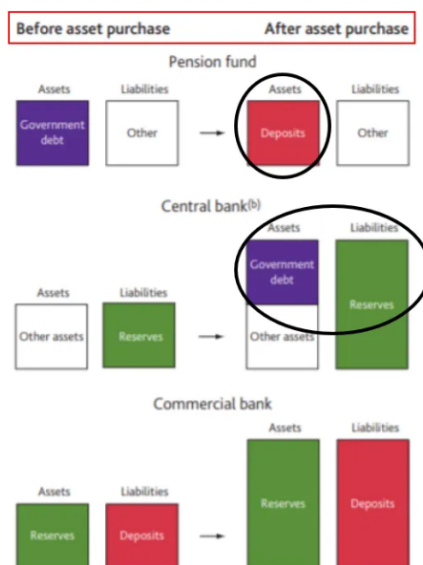 Before asset purchase After asset purchase
Pension fund
Assets Liabilities Assets Liabilities
Government debt Other Deposits Other
Central bank(b)
Assets Liabilities
Government debt
Assets Liabilities Reserves
Other assets Reserves Other assets
Commercial bank
Assets Liabilities
Assets Liabilities Reserves Deposits
Reserves Deposits